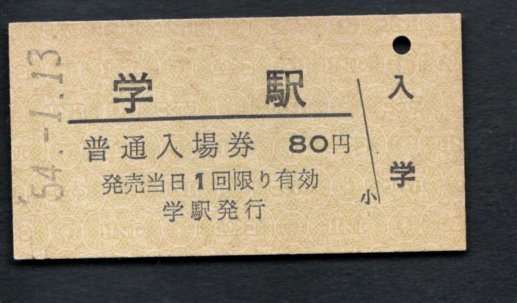 学駅
普通入場券 80円
発売当日1回限り有効
学駅発行
入学
小
54.-1.13.